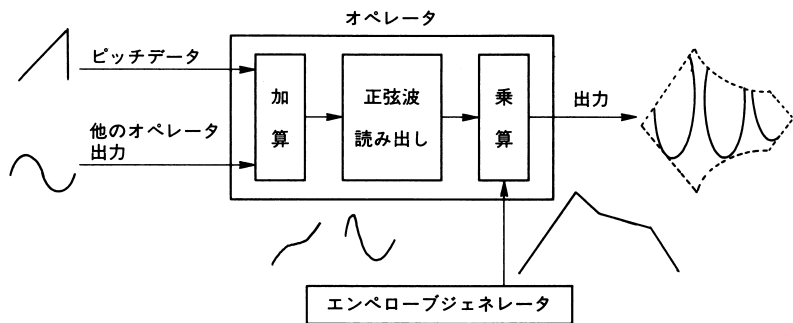 オペレータ
ピッチデータ
他のオペレータ
出力
加
算
正弦波
読み出し
乗
算
出力
エンペローブジェネレータ